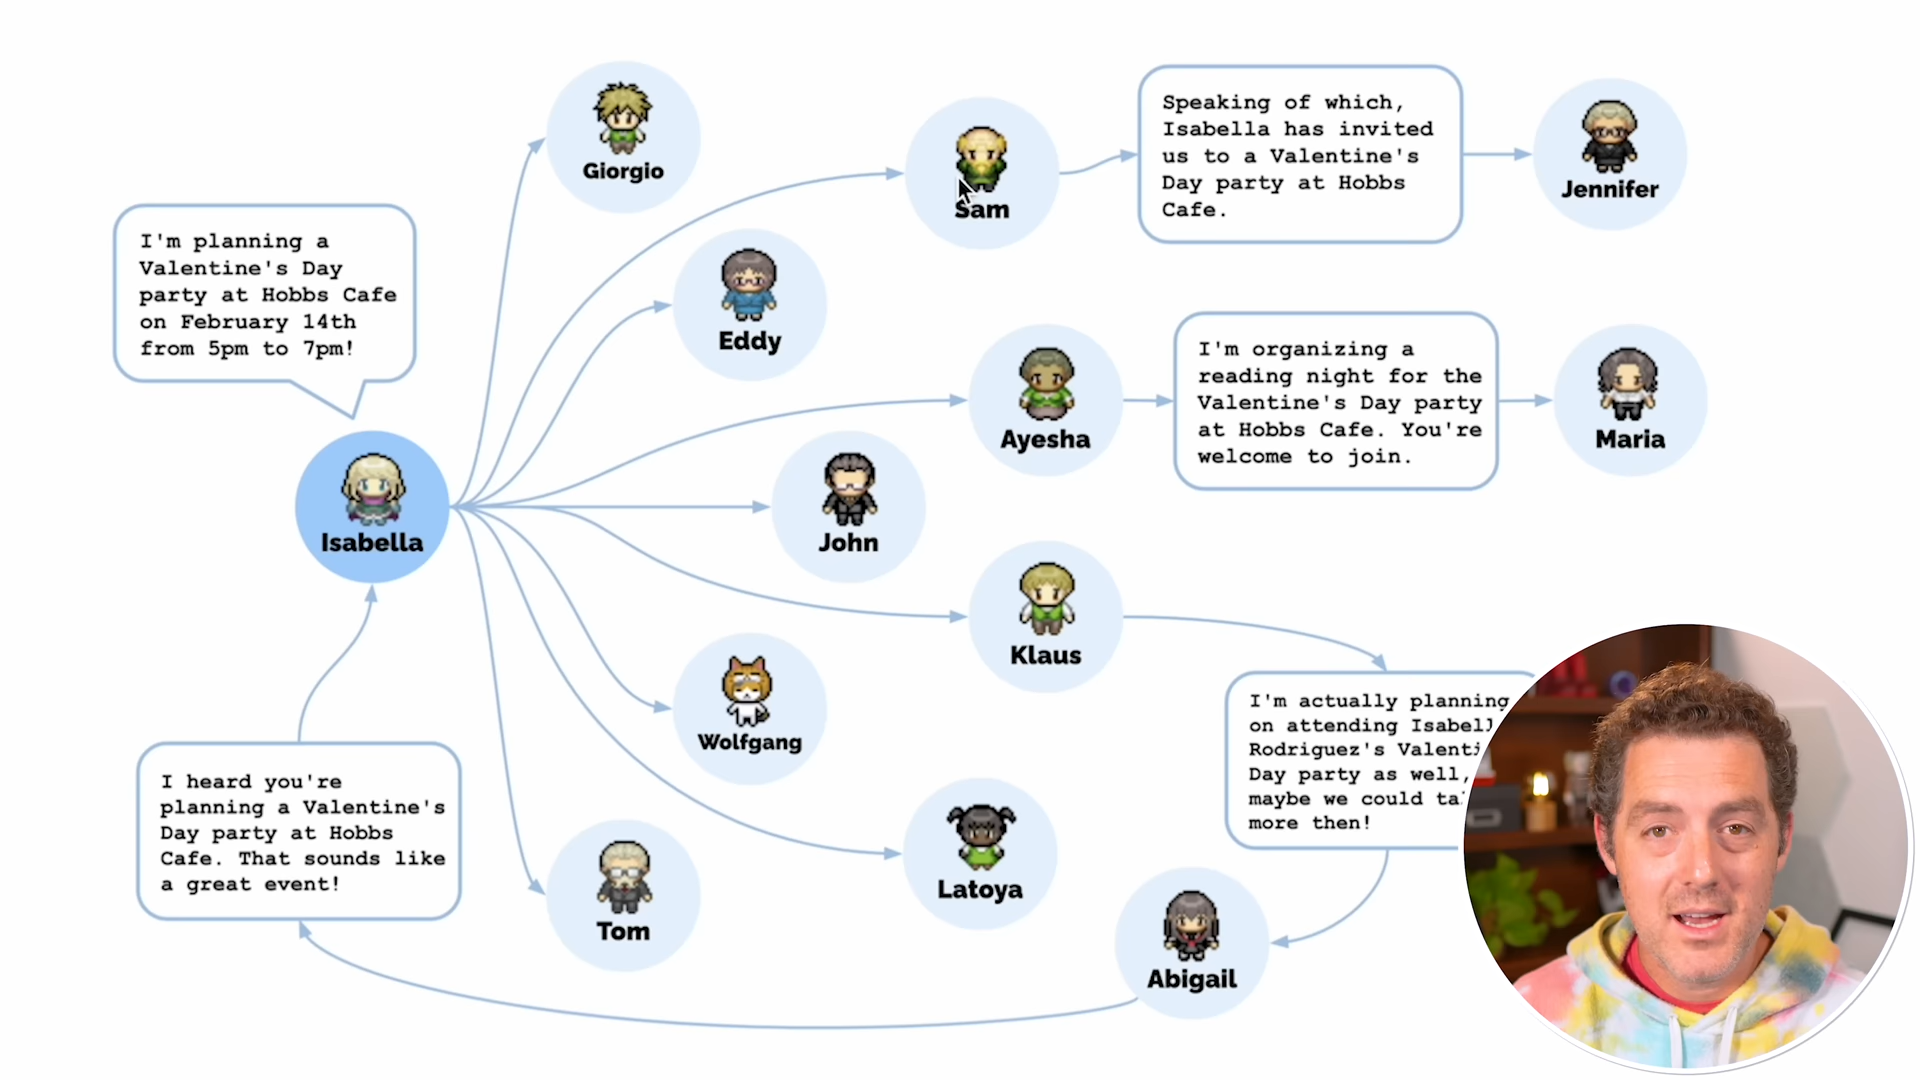 Giorgio
Speaking of which,
Isabella has invited
us to a Valentine's
Day party at Hobbs
Cafe.
Sam
Jennifer
I'm planning a
Valentine's Day
party at Hobbs Cafe
on February 14th
from 5pm to 7pm!
Eddy
I'm organizing a
reading night for the
Valentine's Day party
at Hobbs Cafe. You're
welcome to join.
Ayesha
Maria
Isabella
John
Klaus
I'm actually planning
on attending
Rodriguez's
Day party as well,
maybe we could
more then!
Wolfgang
I heard you're
planning a Valentine's
Day party at Hobbs
Cafe. That sounds like
a great event!
Latoya
Tom
Abigail